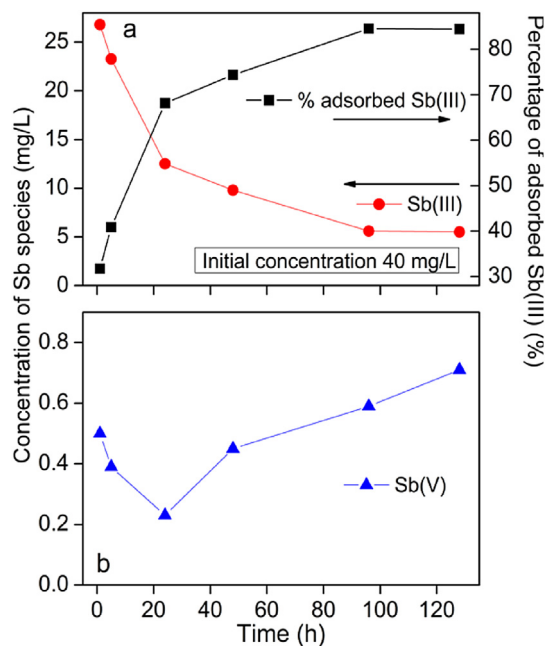 a
25
20
15
10
5
0
80
70
60
50
40
30
% adsorbed Sb(III)
Sb(III)
Initial concentration 40 mg/L
Concentration of Sb species (mg/L)
Percentage of adsorbed Sb(III) (%)
0.8
0.6
0.4
0.2
0.0
Sb(V)
b
0 20 40 60 80 100 120
Time (h)